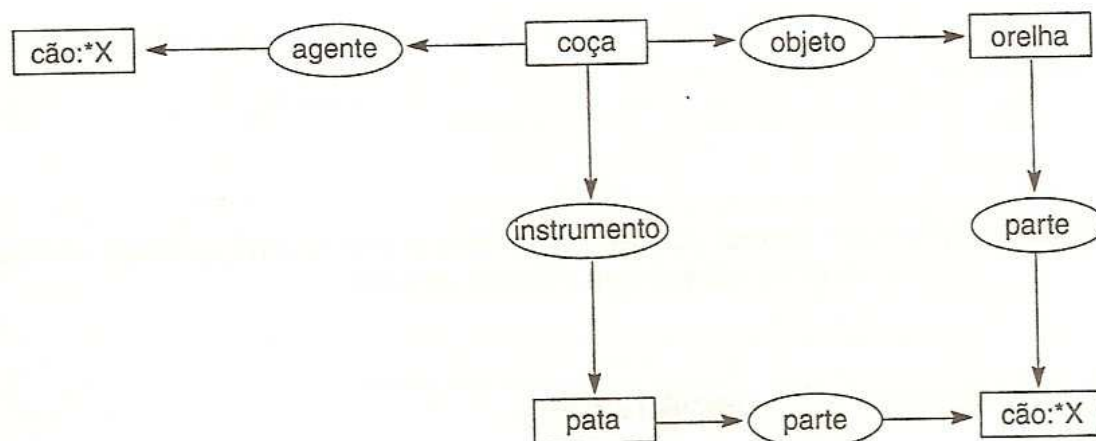 cão:*X
agente
coça
objeto
orelha
instrumento
parte
pata
parte
cão:*X